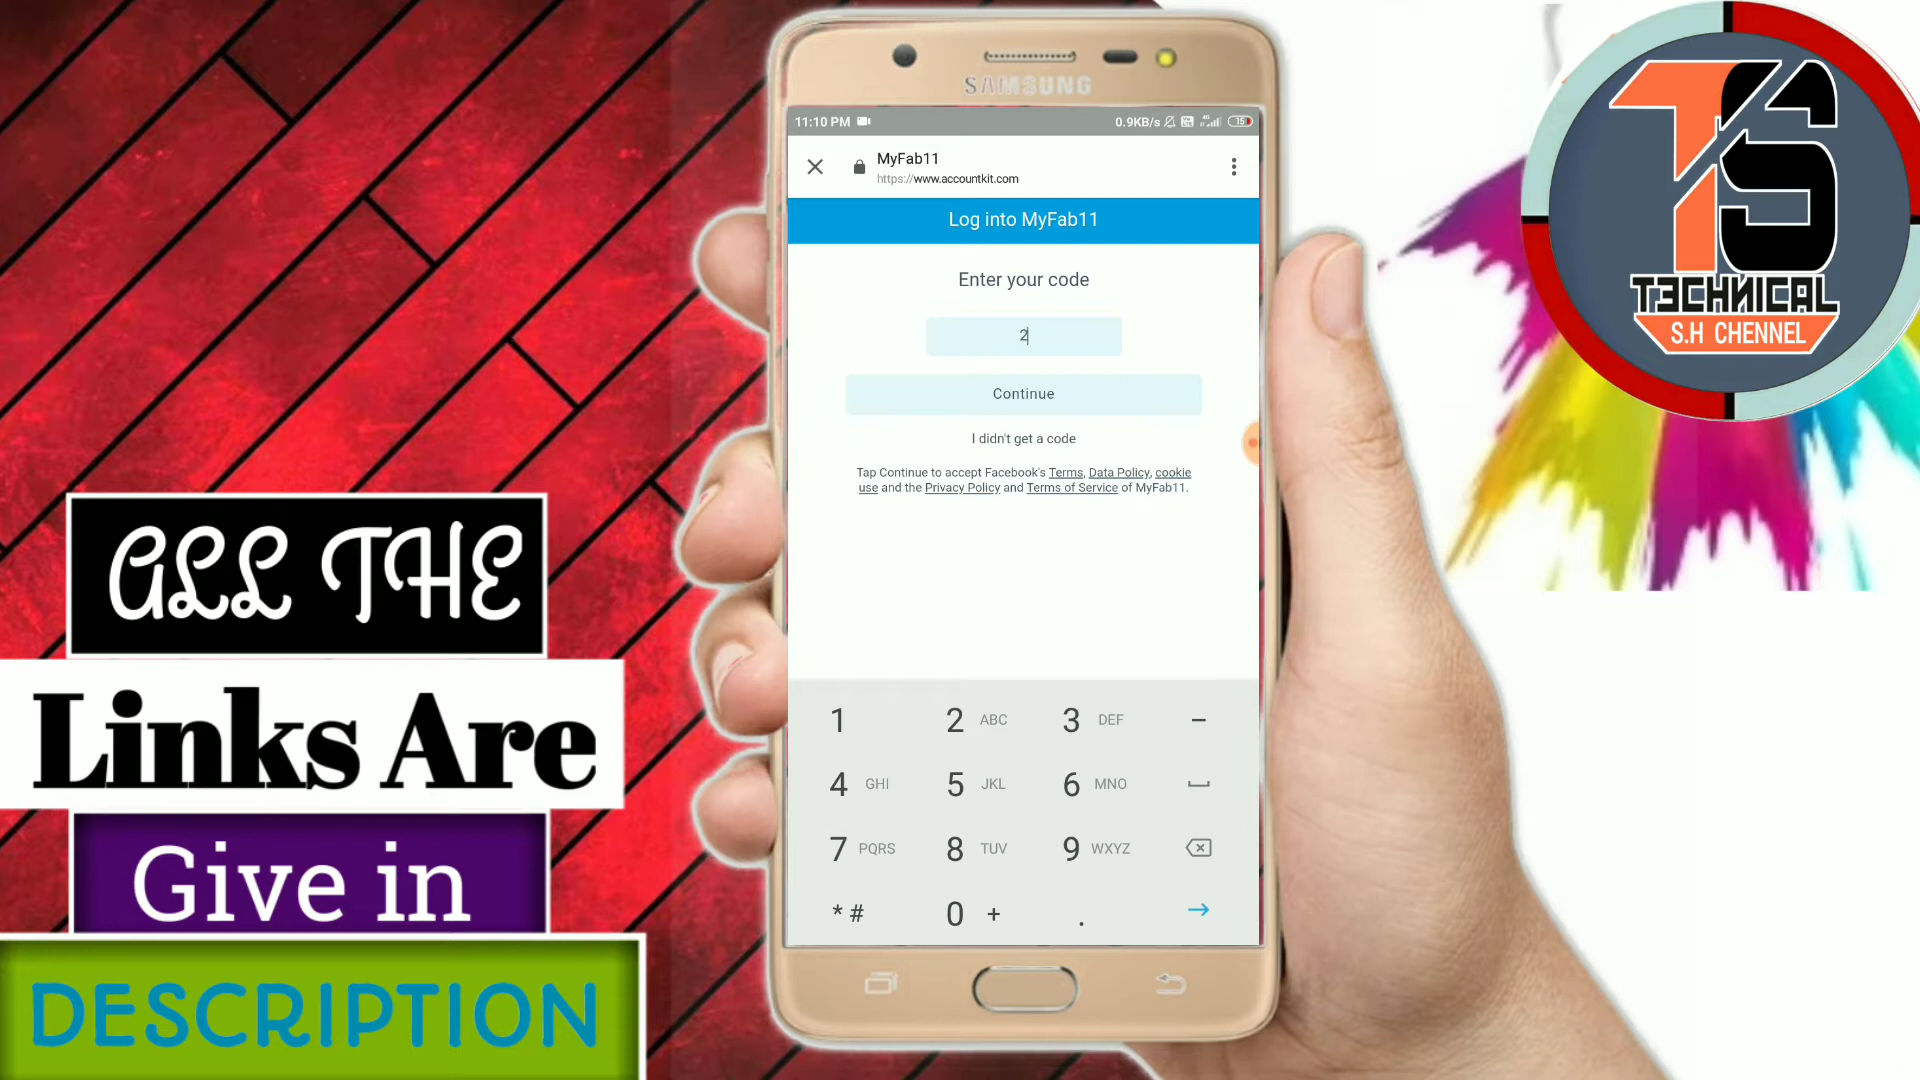 SAMSUNG
11:10 PM
0.9KB/s
4G
15
MyFab11
https://www.accountkit.com
Log into MyFab11
Enter your code
2
Continue
I didn't get a code
Tap Continue to accept Facebook's Terms, Data Policy, cookie
use and the Privacy Policy and Terms of Service of MyFab11.
1
2 ABC
3 DEF
–
4 GHI
5 JKL
6 MNO
7 PQRS
8 TUV
9 WXYZ
* #
0 +
.
ALL THE
Links Are
Give in
DESCRIPTION
TS
TECHNICAL
S.H CHENNEL